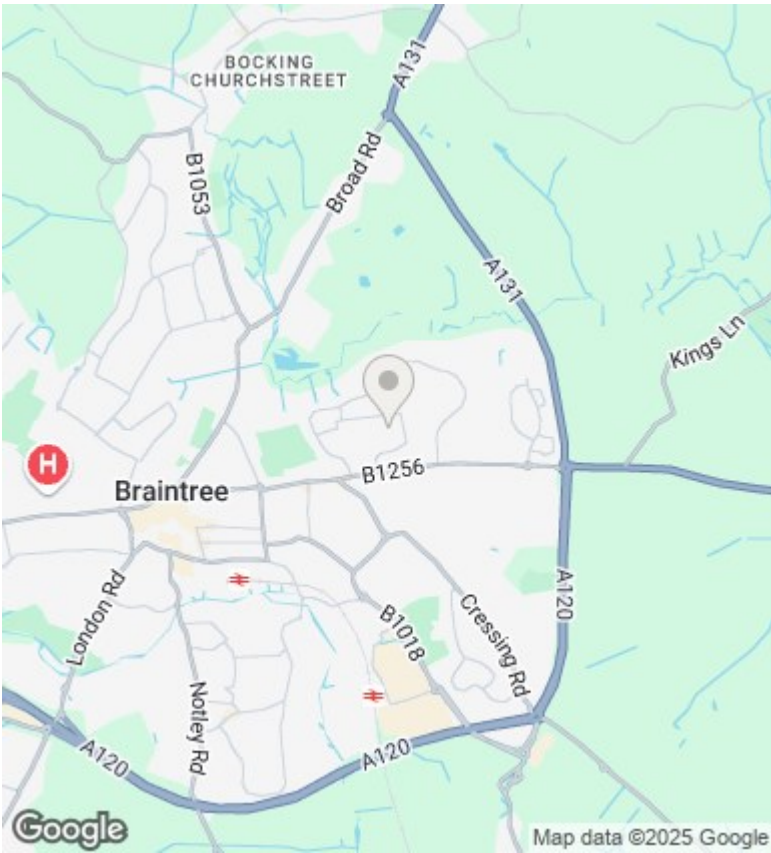 BOCKING
CHURCHSTREET
A131
B1053
Broad Rd
A131
Kings Ln
H
B1256
Braintree
A120
London Rd
B1018
Cressing Rd
Notley Rd
A120
A120
Google
Map data ©2025 Google